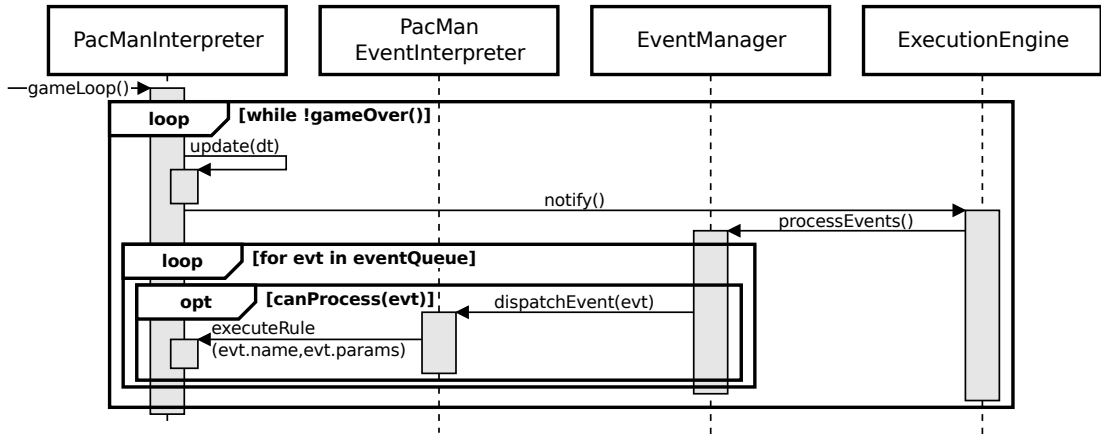 PacManInterpreter
PacMan
EventInterpreter
EventManager
ExecutionEngine
gameLoop()
loop
[while !gameOver()]
update(dt)
notify()
processEvents()
loop
[for evt in eventQueue]
opt
[canProcess(evt)]
dispatchEvent(evt)
executeRule
(evt.name,evt.params)